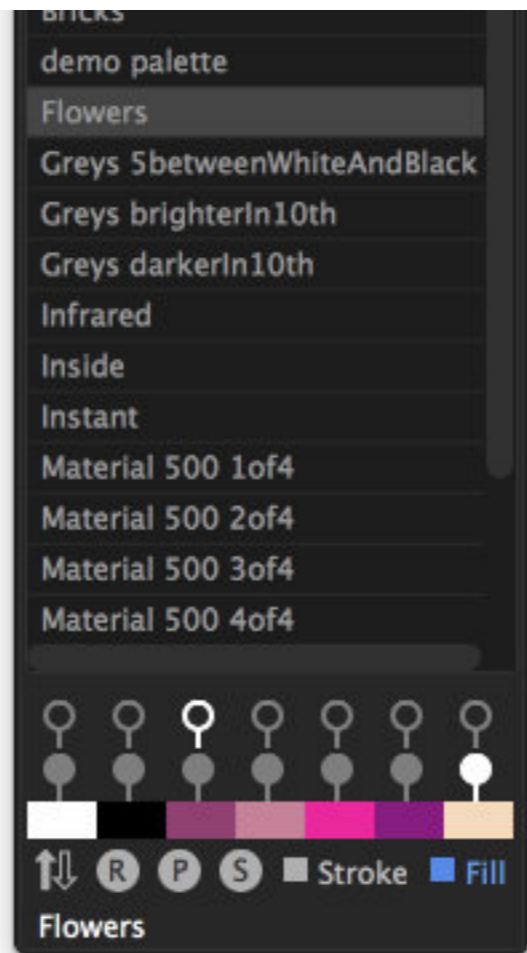 Bricks
demo palette
Flowers
Greys 5betweenWhiteAndBlack
Greys brighterIn10th
Greys darkerIn10th
Infrared
Inside
Instant
Material 500 1of4
Material 500 2of4
Material 500 3of4
Material 500 4of4
R P S Stroke Fill
Flowers